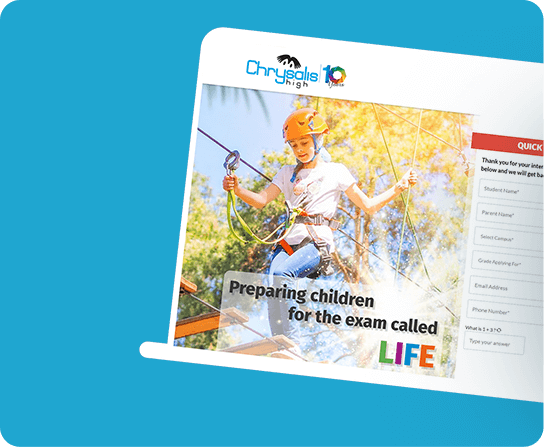 Chrysalis
high
10
Years
QUICK
Thank you for your inter
below and we will get ba
Student Name*
Parent Name*
Select Campus*
Grade Applying For*
Email Address
Phone Number*
What is 1 + 3 ?
Type your answer
Preparing children
for the exam called
LIFE